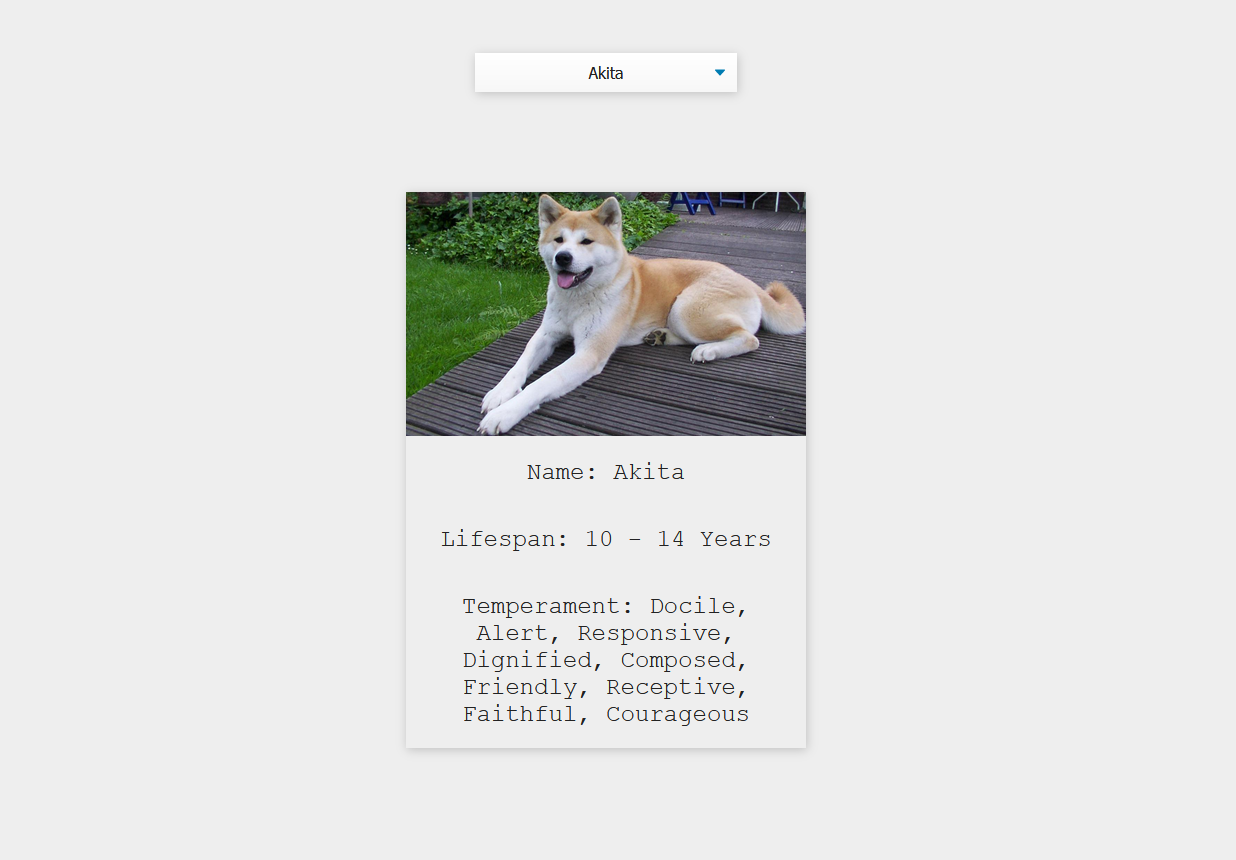 Akita
Name: Akita
Lifespan: 10 - 14 Years
Temperament: Docile,
Alert, Responsive,
Dignified, Composed,
Friendly, Receptive,
Faithful, Courageous